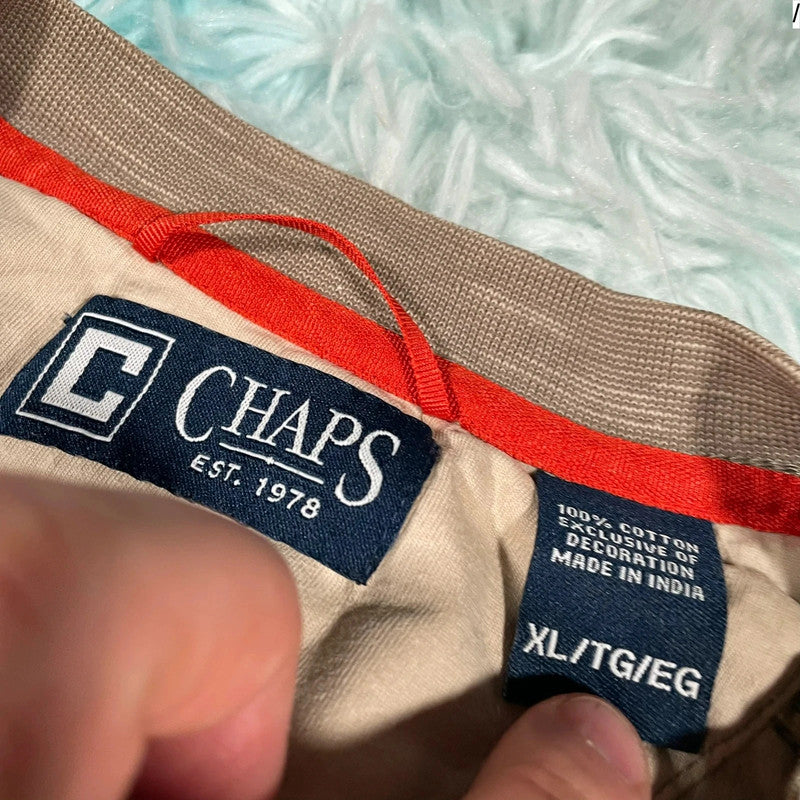 C
CHAPS
EST. 1978
100% COTTON
EXCLUSIVE OF
DECORATION
MADE IN INDIA
XL/TG/EG
/